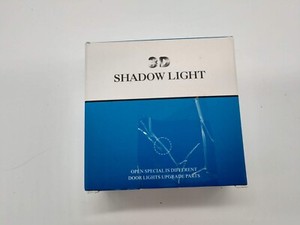 3D
SHADOW LIGHT
OPEN SPECIAL IS DIFFERENT
DOOR LIGHTS UPGRADE PARTS